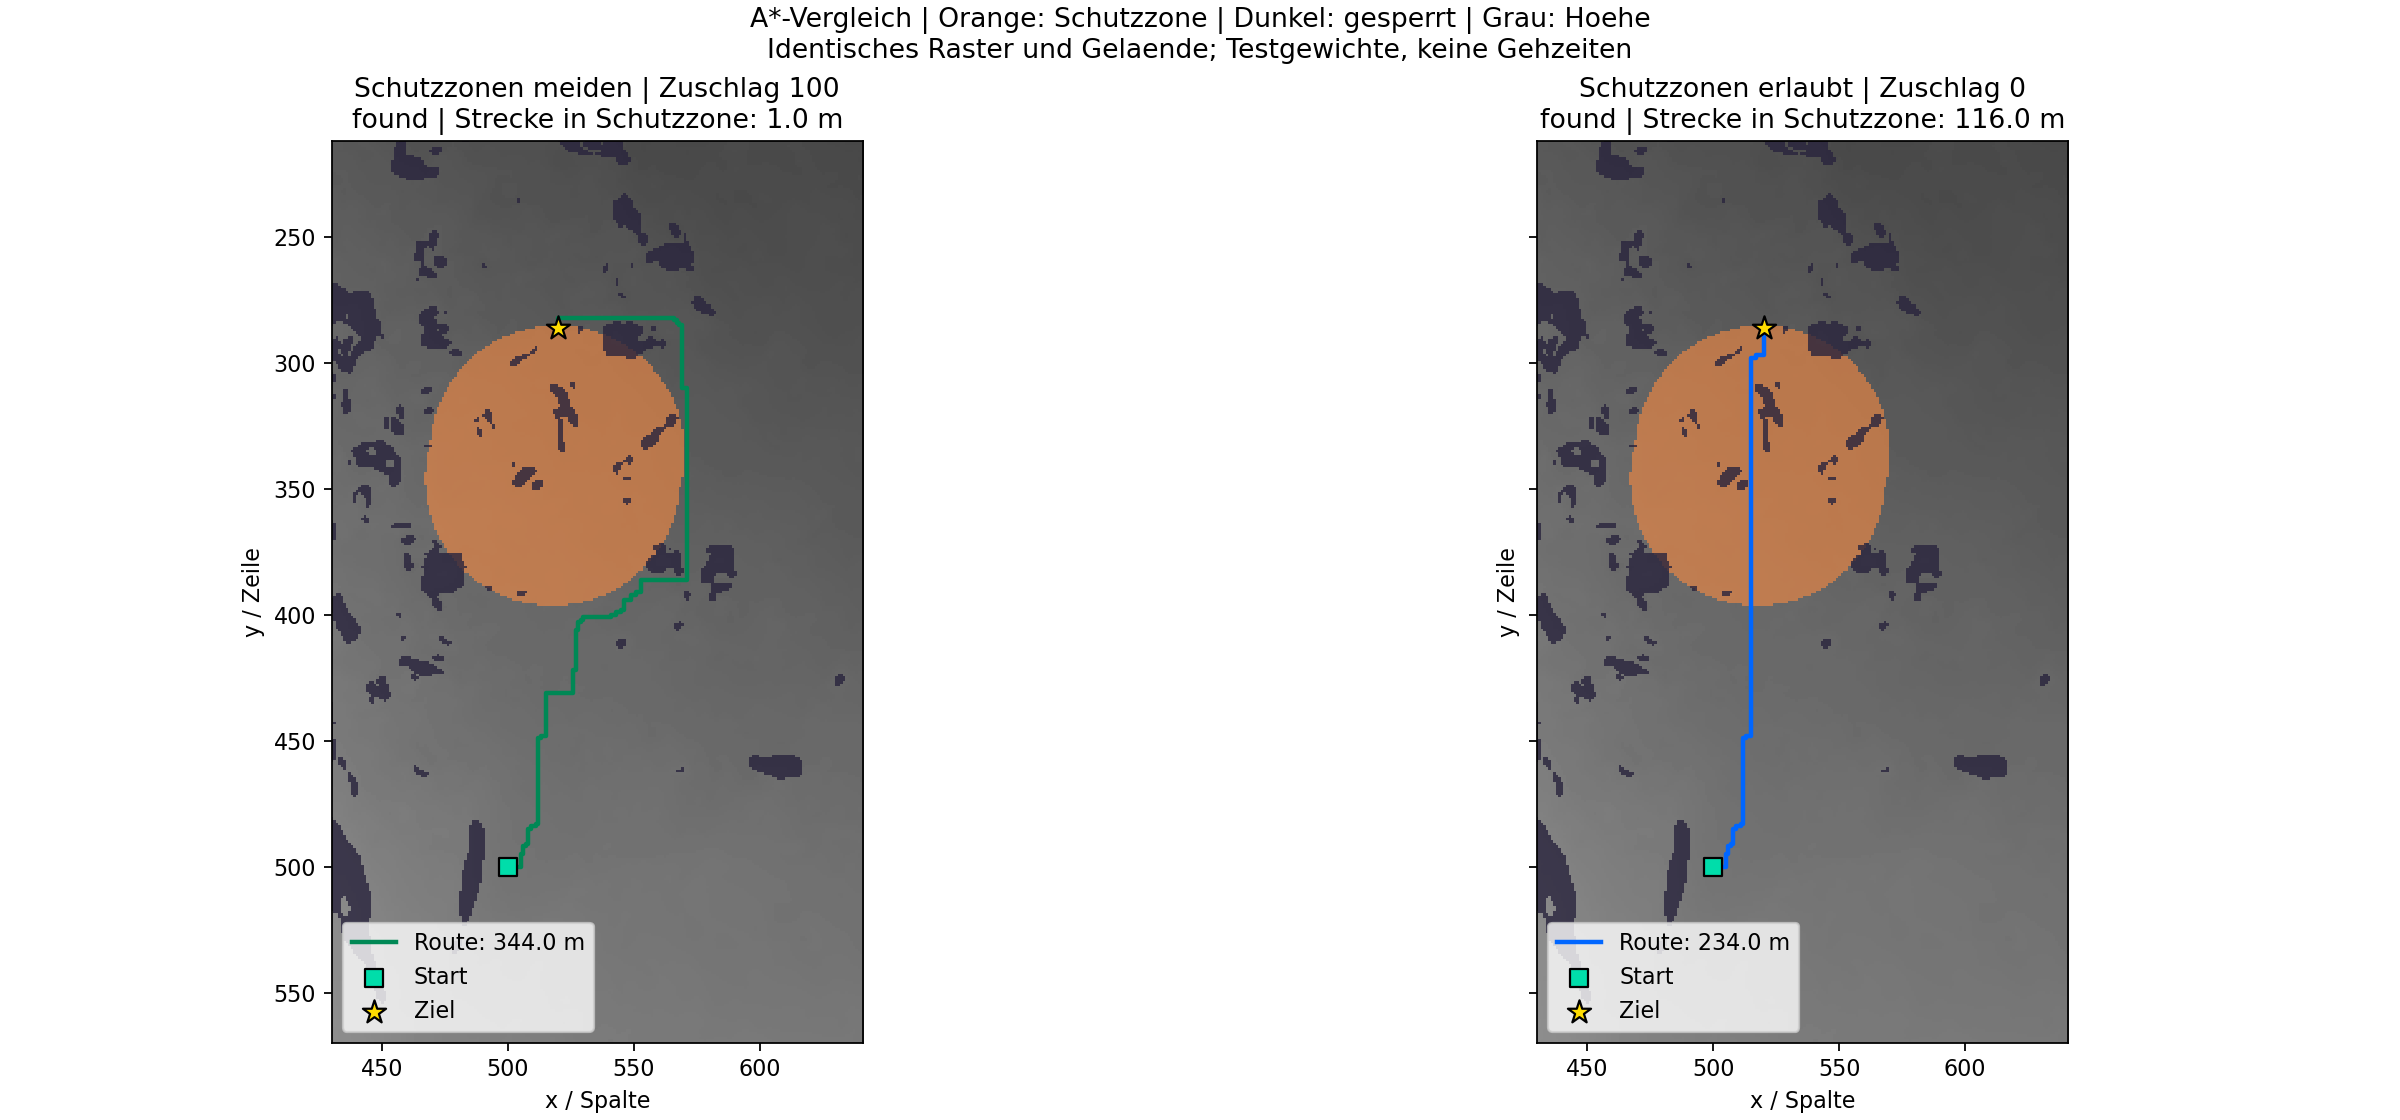 A*-Vergleich | Orange: Schutzzone | Dunkel: gesperrt | Grau: Hoehe
Identisches Raster und Gelaende; Testgewichte, keine Gehzeiten
Schutzzonen meiden | Zuschlag 100
found | Strecke in Schutzzone: 1.0 m
250
300
350
400
450
500
550
y / Zeile
Route: 344.0 m
Start
Ziel
450
500
550
600
x / Spalte
Schutzzonen erlaubt | Zuschlag 0
found | Strecke in Schutzzone: 116.0 m
y / Zeile
Route: 234.0 m
Start
Ziel
450
500
550
600
x / Spalte